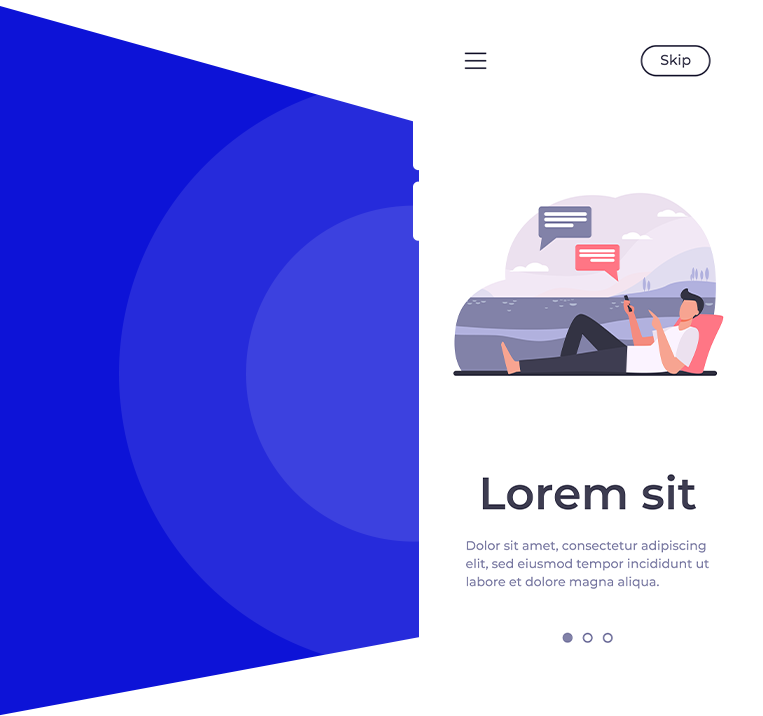 Skip
Lorem sit
Dolor sit amet, consectetur adipiscing
elit, sed eiusmod tempor incididunt ut
labore et dolore magna aliqua.